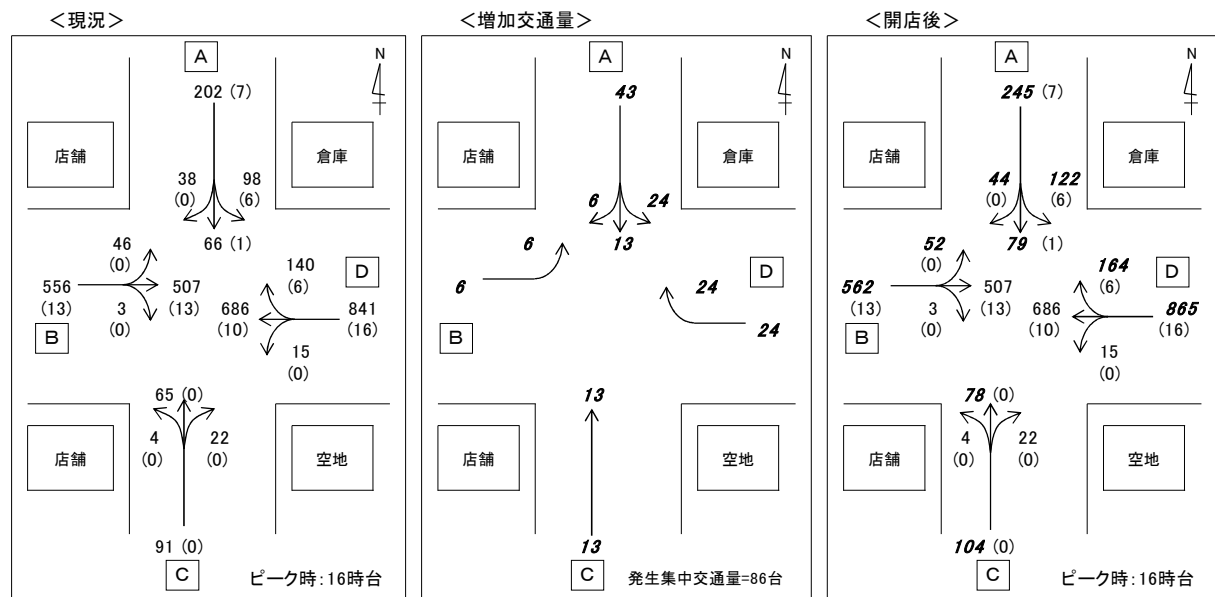 ＜現況＞
A
N
202 (7)
店舗
倉庫
38
(0)
98
(6)
66 (1)
46
(0)
140
(6)
D
556
(13)
507
(13)
686
(10)
841
(16)
3
(0)
B
15
(0)
65 (0)
4
(0)
22
(0)
店舗
空地
91 (0)
C
ピーク時：16時台
＜増加交通量＞
A
N
43
店舗
倉庫
6
24
13
6
D
24
6
24
B
13
店舗
空地
13
C
発生集中交通量=86台
＜開店後＞
A
N
245 (7)
店舗
倉庫
44
(0)
122
(6)
79 (1)
52
(0)
164
(6)
D
562
(13)
507
(13)
686
(10)
865
(16)
3
(0)
B
15
(0)
78 (0)
4
(0)
22
(0)
店舗
空地
104 (0)
C
ピーク時：16時台